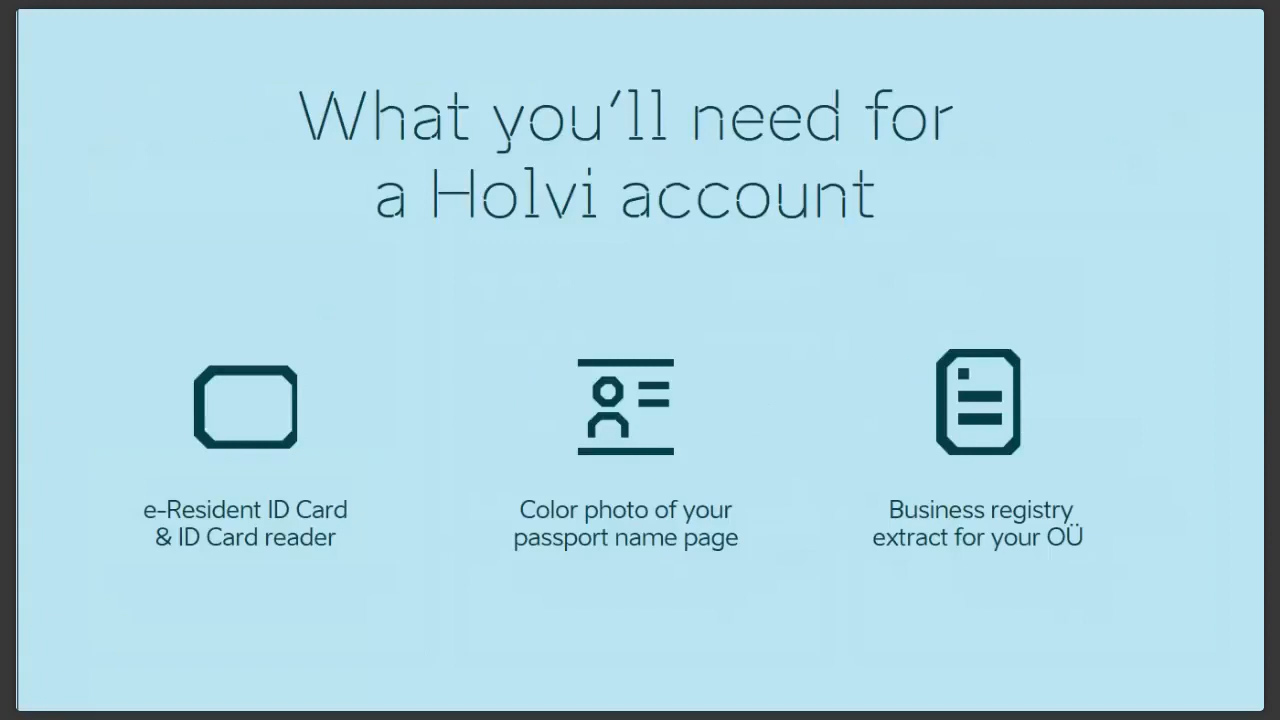 What you’ll need for
a Holvi account
e-Resident ID Card
& ID Card reader
Color photo of your
passport name page
Business registry
extract for your OÜ